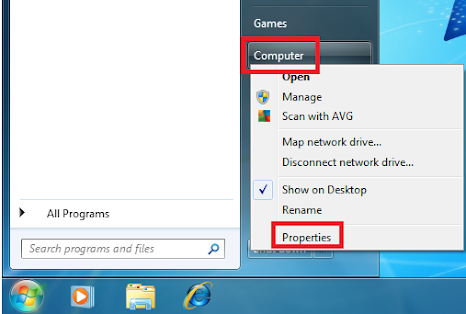 Games
Computer
Open
Manage
Scan with AVG
Map network drive...
Disconnect network drive...
Show on Desktop
Rename
All Programs
Properties
Search programs and files